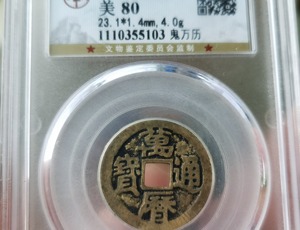 美 80
23.1*1.4mm,4.0g
1110355103 鬼万历
★文物鉴定委员会监制★
萬曆通寶